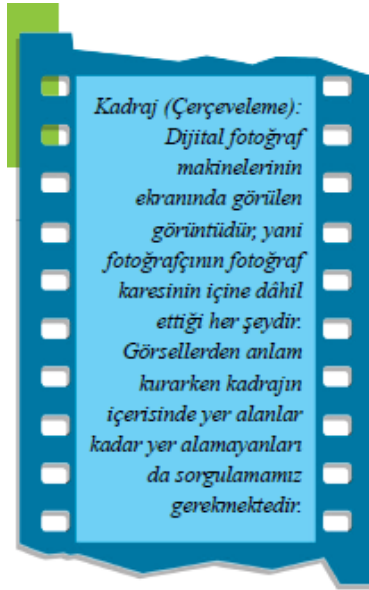 Kadraj (Çerçeveleme):
Dijital fotoğraf
makinelerinin
ekranında görülen
görüntüdür, yani
fotoğrafçının fotoğraf
karesinin içine dâhil
ettiği her şeydir.
Görsellerden anlam
kurarken kadrajın
içerisinde yer alanlar
kadar yer alamayanları
da sorgulamamız
gerekmektedir.